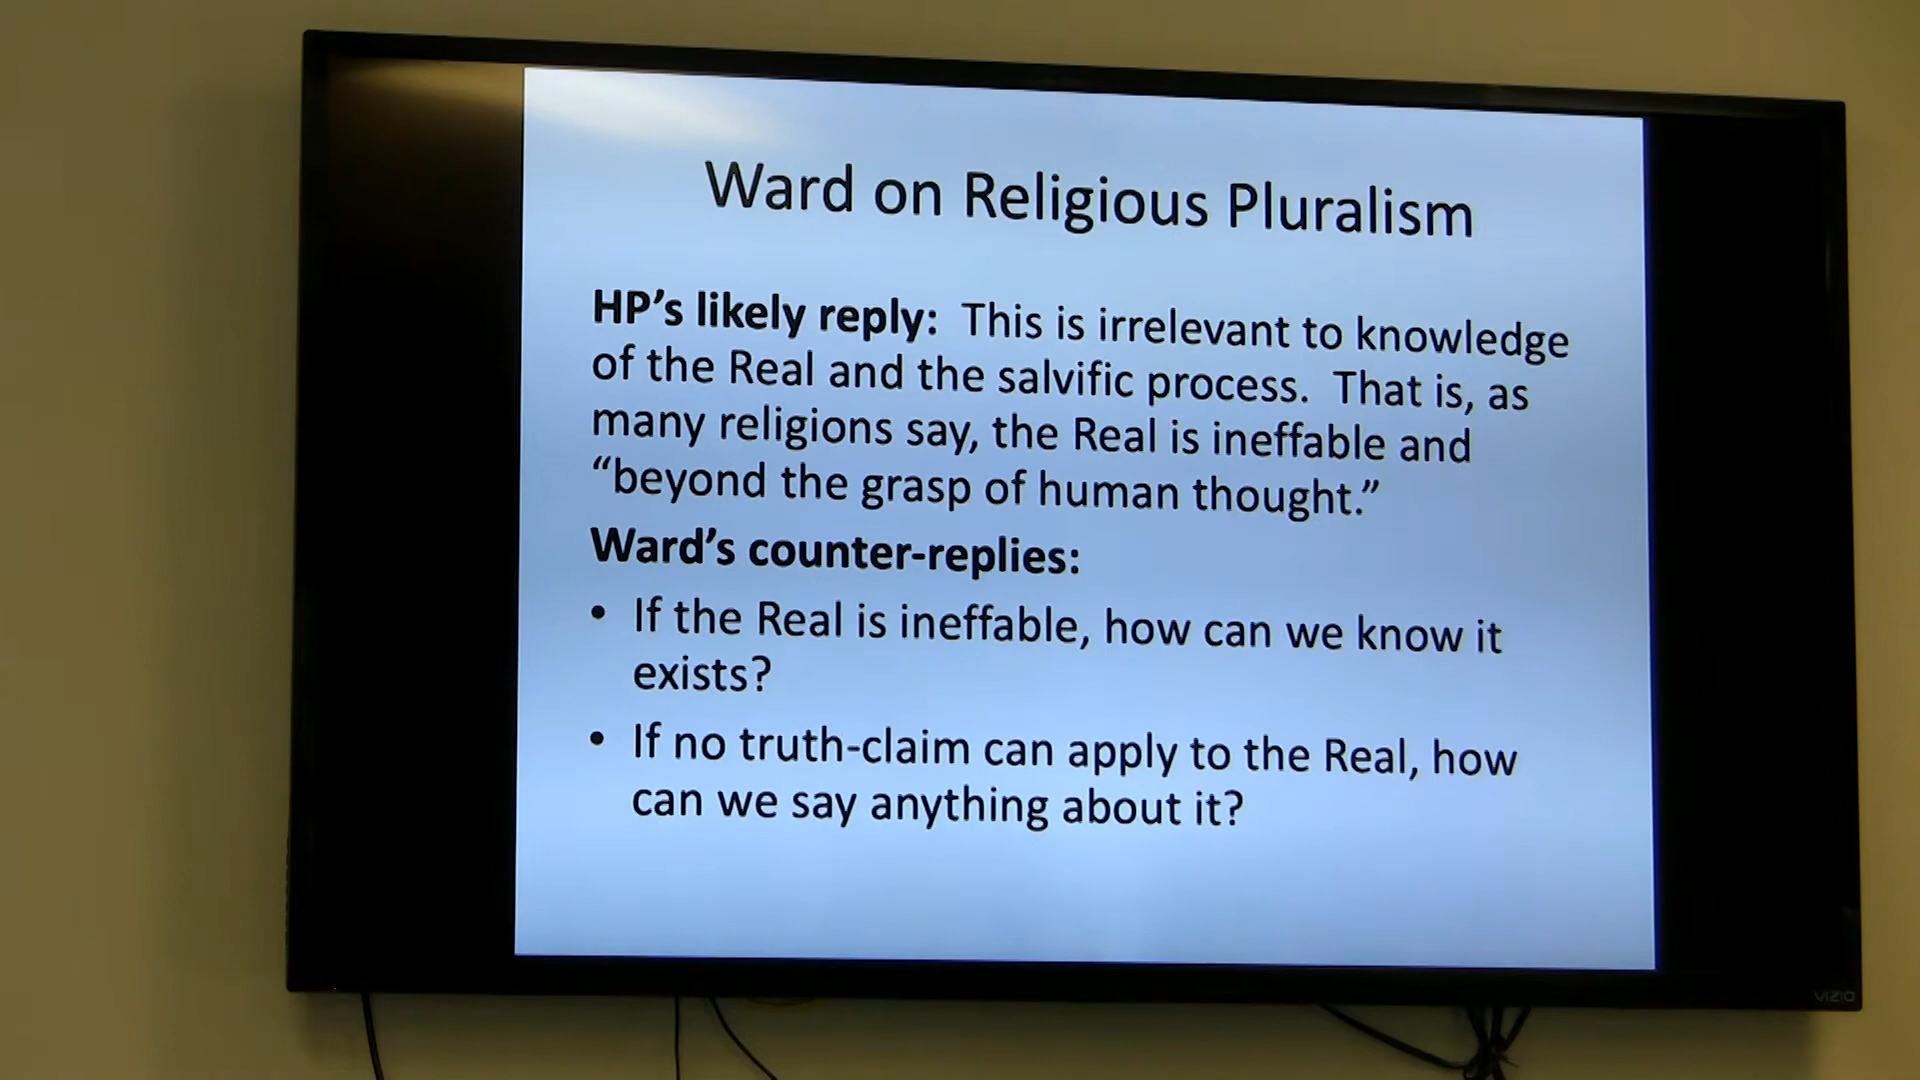 Ward on Religious Pluralism
HP’s likely reply: This is irrelevant to knowledge
of the Real and the salvific process. That is, as
many religions say, the Real is ineffable and
“beyond the grasp of human thought.”
Ward’s counter-replies:
• If the Real is ineffable, how can we know it
exists?
• If no truth-claim can apply to the Real, how
can we say anything about it?
VIZIO